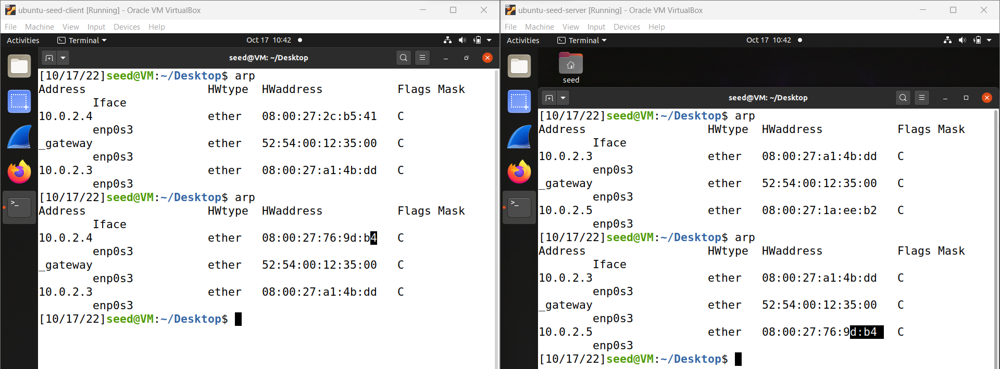 ubuntu-seed-client [Running] - Oracle VM VirtualBox
File Machine View Input Devices Help
Activities Terminal Oct 17 10:42
seed@VM: ~/Desktop
[10/17/22]seed@VM:~/Desktop$ arp
Address HWtype HWaddress Flags Mask
Iface
10.0.2.4 ether 08:00:27:2c:b5:41 C
enp0s3
_gateway ether 52:54:00:12:35:00 C
enp0s3
10.0.2.3 ether 08:00:27:a1:4b:dd C
enp0s3
[10/17/22]seed@VM:~/Desktop$ arp
Address HWtype HWaddress Flags Mask
Iface
10.0.2.4 ether 08:00:27:76:9d:b4 C
enp0s3
_gateway ether 52:54:00:12:35:00 C
enp0s3
10.0.2.3 ether 08:00:27:a1:4b:dd C
enp0s3
[10/17/22]seed@VM:~/Desktop$
ubuntu-seed-server [Running] - Oracle VM VirtualBox
File Machine View Input Devices Help
Activities Terminal Oct 17 10:42
seed
seed@VM: ~/Desktop
[10/17/22]seed@VM:~/Desktop$ arp
Address HWtype HWaddress Flags Mask
Iface
10.0.2.3 ether 08:00:27:a1:4b:dd C
enp0s3
_gateway ether 52:54:00:12:35:00 C
enp0s3
10.0.2.5 ether 08:00:27:1a:ee:b2 C
enp0s3
[10/17/22]seed@VM:~/Desktop$ arp
Address HWtype HWaddress Flags Mask
Iface
10.0.2.3 ether 08:00:27:a1:4b:dd C
enp0s3
_gateway ether 52:54:00:12:35:00 C
enp0s3
10.0.2.5 ether 08:00:27:76:9d:b4 C
enp0s3
[10/17/22]seed@VM:~/Desktop$